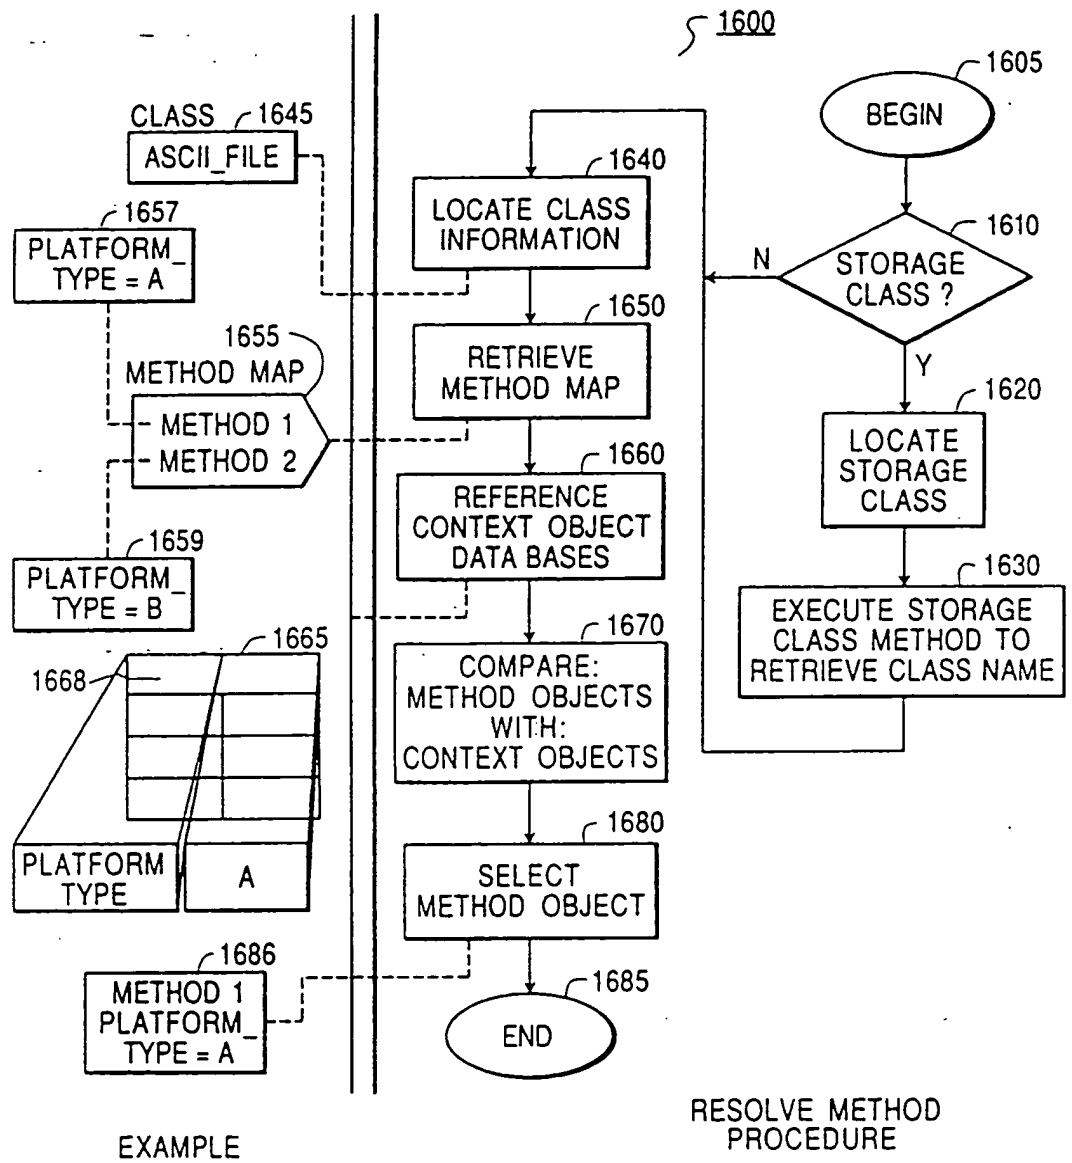 1600
1605
BEGIN
CLASS
1645
ASCII_FILE
1640
LOCATE CLASS
INFORMATION
1657
PLATFORM_
TYPE = A
1610
STORAGE
CLASS ?
N
Y
1650
RETRIEVE
METHOD MAP
1655
METHOD MAP
METHOD 1
METHOD 2
1620
LOCATE
STORAGE
CLASS
1660
REFERENCE
CONTEXT OBJECT
DATA BASES
1659
PLATFORM_
TYPE = B
1630
EXECUTE STORAGE
CLASS METHOD TO
RETRIEVE CLASS NAME
1665
1668
1670
COMPARE:
METHOD OBJECTS
WITH:
CONTEXT OBJECTS
PLATFORM
TYPE
A
1680
SELECT
METHOD OBJECT
1686
METHOD 1
PLATFORM_
TYPE = A
1685
END
EXAMPLE
RESOLVE METHOD
PROCEDURE